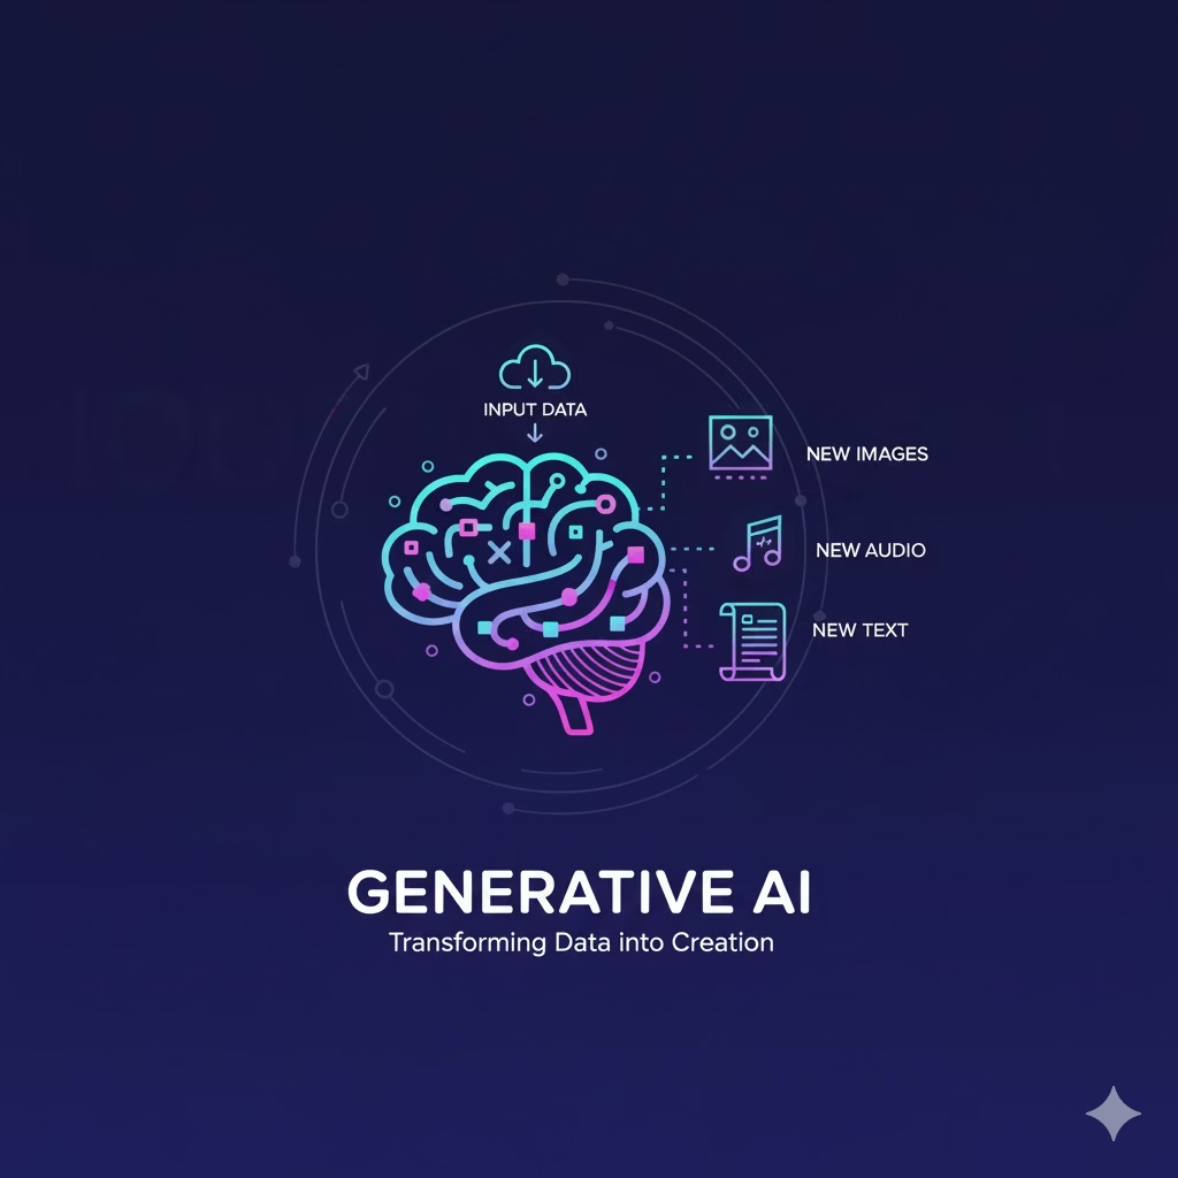 INPUT DATA
NEW IMAGES
NEW AUDIO
NEW TEXT
GENERATIVE AI
Transforming Data into Creation